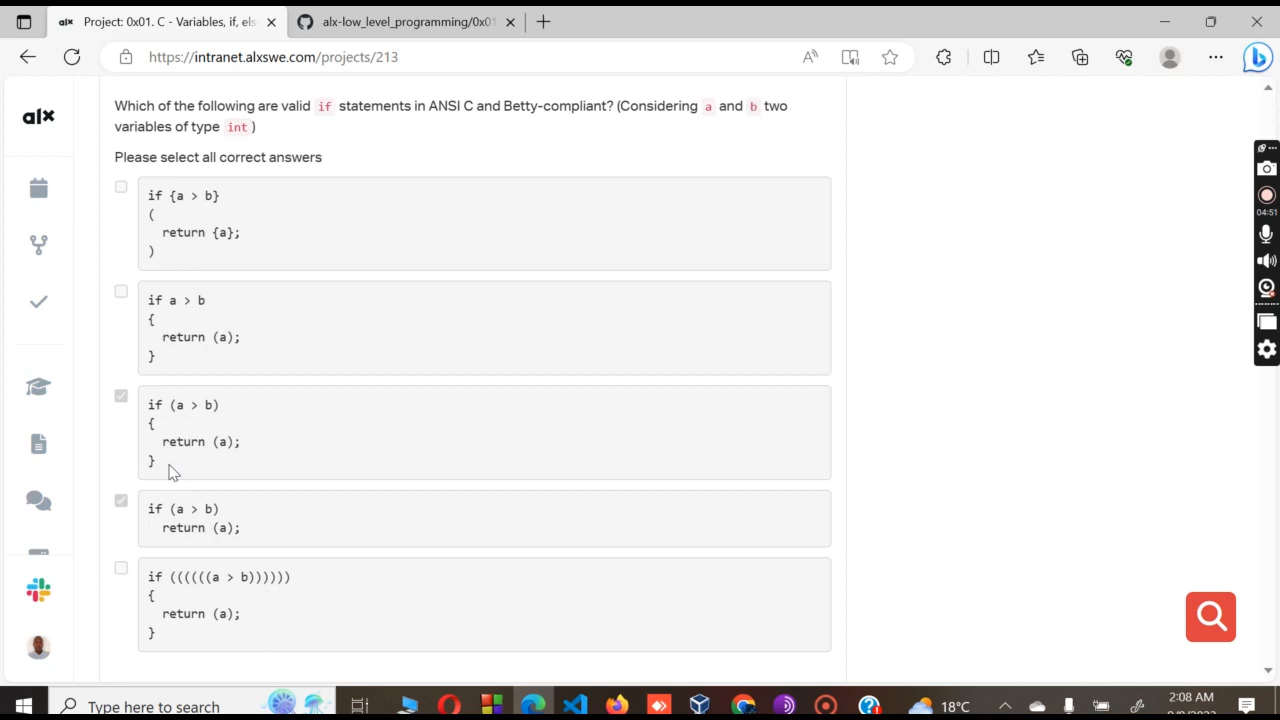 alx Project: 0x01. C - Variables, if, els
alx-low_level_programming/0x01
https://intranet.alxswe.com/projects/213
alx
Which of the following are valid if statements in ANSI C and Betty-compliant? (Considering a and b two
variables of type int )
Please select all correct answers
if {a > b}
(
return {a};
)
if a > b
{
return (a);
}
if (a > b)
{
return (a);
}
if (a > b)
return (a);
if ((((((a > b))))))
{
return (a);
}
04:51
Type here to search
18°C
2:08 AM